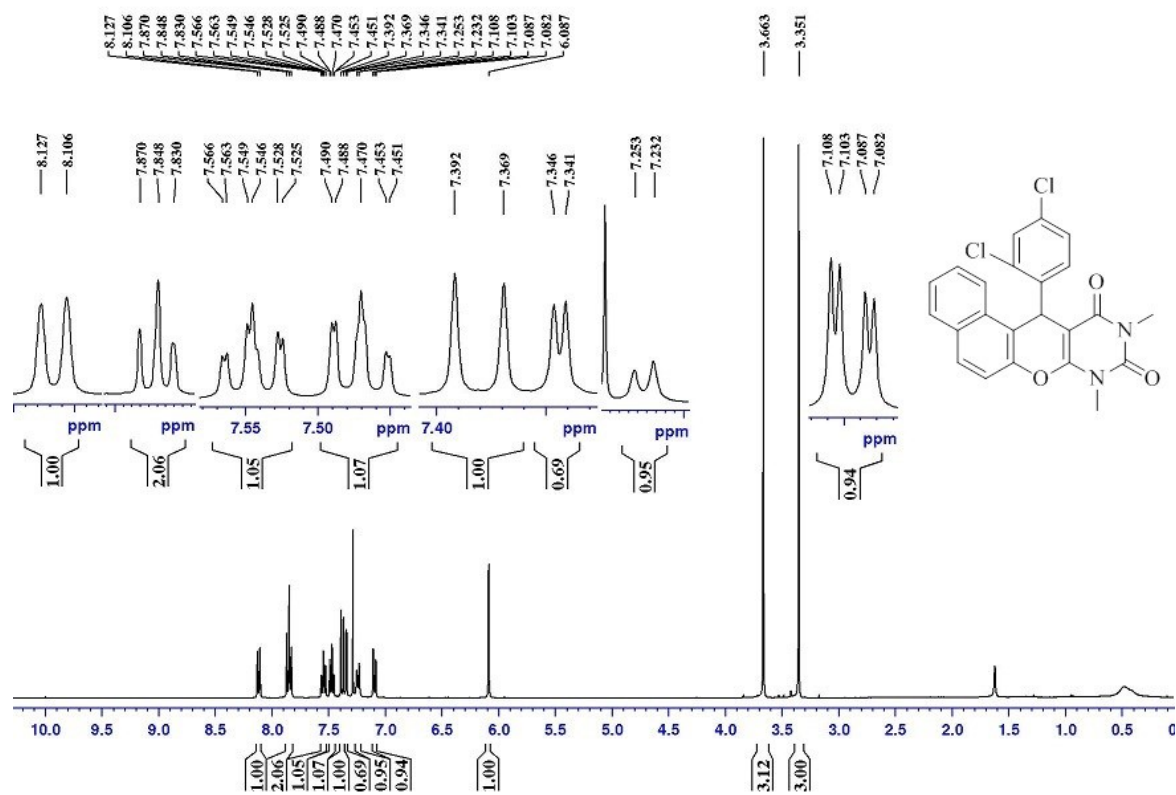 8.127 8.106 7.870 7.848 7.830 7.566 7.563 7.549 7.546 7.528 7.525 7.490 7.488 7.470 7.453 7.451 7.392 7.369 7.346 7.341 7.253 7.232 7.108 7.103 7.087 7.082 6.087 3.663 3.351
8.127 8.106 7.870 7.848 7.830 7.566 7.563 7.549 7.546 7.528 7.525 7.490 7.488 7.470 7.453 7.451 7.392 7.369 7.346 7.341 7.253 7.232 7.108 7.103 7.087 7.082
Cl
Cl
O
N
O
N
O
ppm ppm 7.55 7.50 ppm 7.40 ppm ppm ppm
1.00 2.06 1.05 1.07 1.00 0.69 0.95 0.94
10.0 9.5 9.0 8.5 8.0 7.5 7.0 6.5 6.0 5.5 5.0 4.5 4.0 3.5 3.0 2.5 2.0 1.5 1.0 0.5 0
1.00 2.06 1.05 1.07 1.00 0.69 0.95 0.94 1.00 3.12 3.00